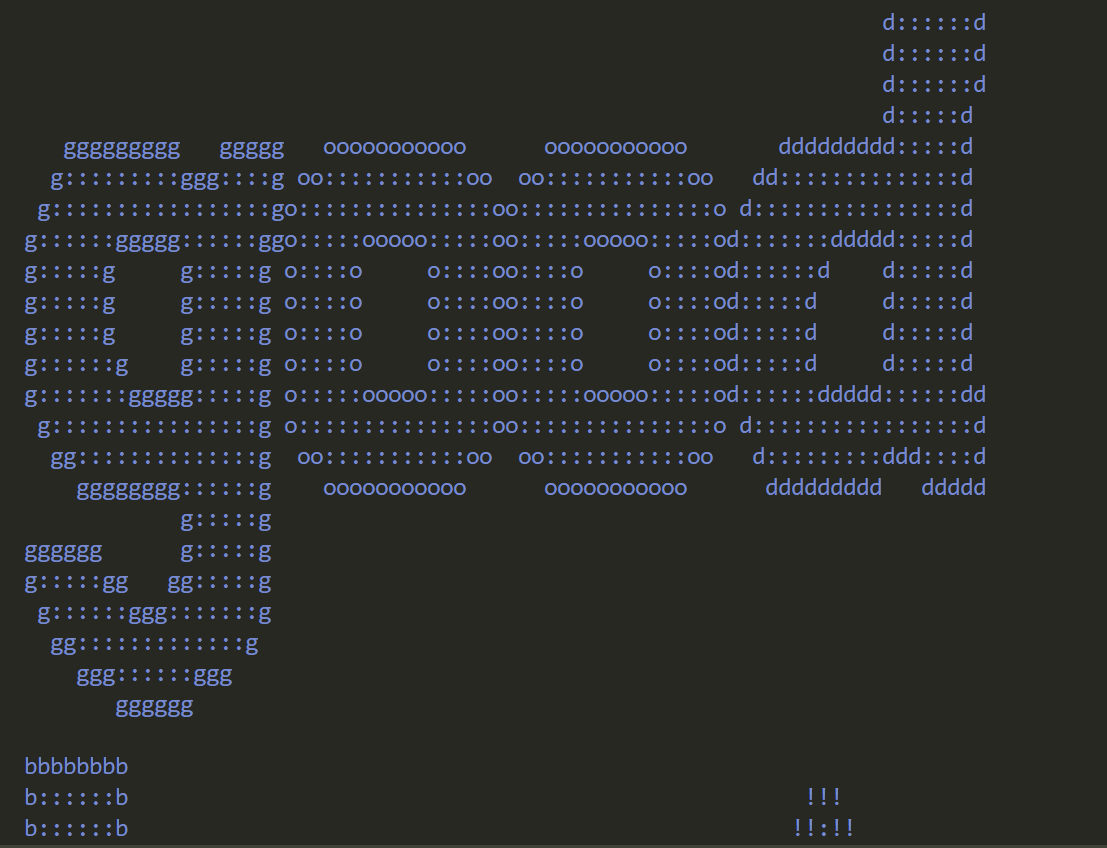 d::::::d
                                                                  d::::::d
                                                                  d::::::d
                                                                  d:::::d
   ggggggggg   ggggg   ooooooooooo      ooooooooooo       ddddddddd:::::d
  g:::::::::ggg::::g oo:::::::::::oo  oo:::::::::::oo   dd::::::::::::::d
 g:::::::::::::::::go:::::::::::::::oo:::::::::::::::o d::::::::::::::::d
g::::::ggggg::::::ggo:::::ooooo:::::oo:::::ooooo:::::od:::::::ddddd:::::d
g:::::g     g:::::g o::::o     o::::oo::::o     o::::od::::::d    d:::::d
g:::::g     g:::::g o::::o     o::::oo::::o     o::::od:::::d     d:::::d
g:::::g     g:::::g o::::o     o::::oo::::o     o::::od:::::d     d:::::d
g::::::g    g:::::g o::::o     o::::oo::::o     o::::od:::::d     d:::::d
g:::::::ggggg:::::g o:::::ooooo:::::oo:::::ooooo:::::od::::::ddddd::::::dd
 g::::::::::::::::g o:::::::::::::::oo:::::::::::::::o d:::::::::::::::::d
  gg::::::::::::::g  oo:::::::::::oo  oo:::::::::::oo   d:::::::::ddd::::d
    gggggggg::::::g    ooooooooooo      ooooooooooo      ddddddddd   ddddd
            g:::::g
gggggg      g:::::g
g:::::gg   gg:::::g
 g::::::ggg:::::::g
  gg:::::::::::::g
    ggg::::::ggg
       gggggg
bbbbbbbb
b::::::b                                                    !!!
b::::::b                                                   !!:!!